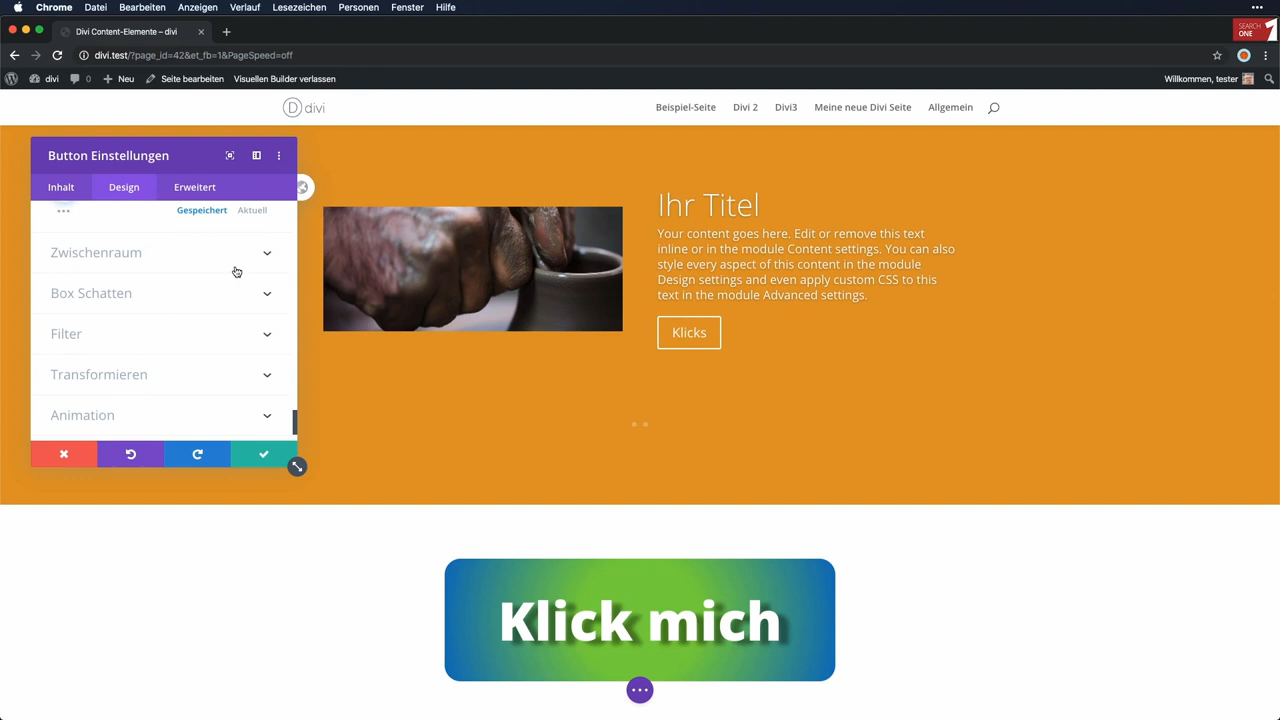 Chrome Datei Bearbeiten Anzeigen Verlauf Lesezeichen Personen Fenster Hilfe
Divi Content-Elemente – divi
SEARCH
ONE 1
divi.test/?page_id=42&et_fb=1&PageSpeed=off
divi 0 Neu Seite bearbeiten Visuellen Builder verlassen Willkommen, tester
D divi Beispiel-Seite Divi 2 Divi3 Meine neue Divi Seite Allgemein
Button Einstellungen
Inhalt Design Erweitert
Gespeichert Aktuell
Zwischenraum
Box Schatten
Filter
Transformieren
Animation
Ihr Titel
Your content goes here. Edit or remove this text
inline or in the module Content settings. You can also
style every aspect of this content in the module
Design settings and even apply custom CSS to this
text in the module Advanced settings.
Klicks
Klick mich